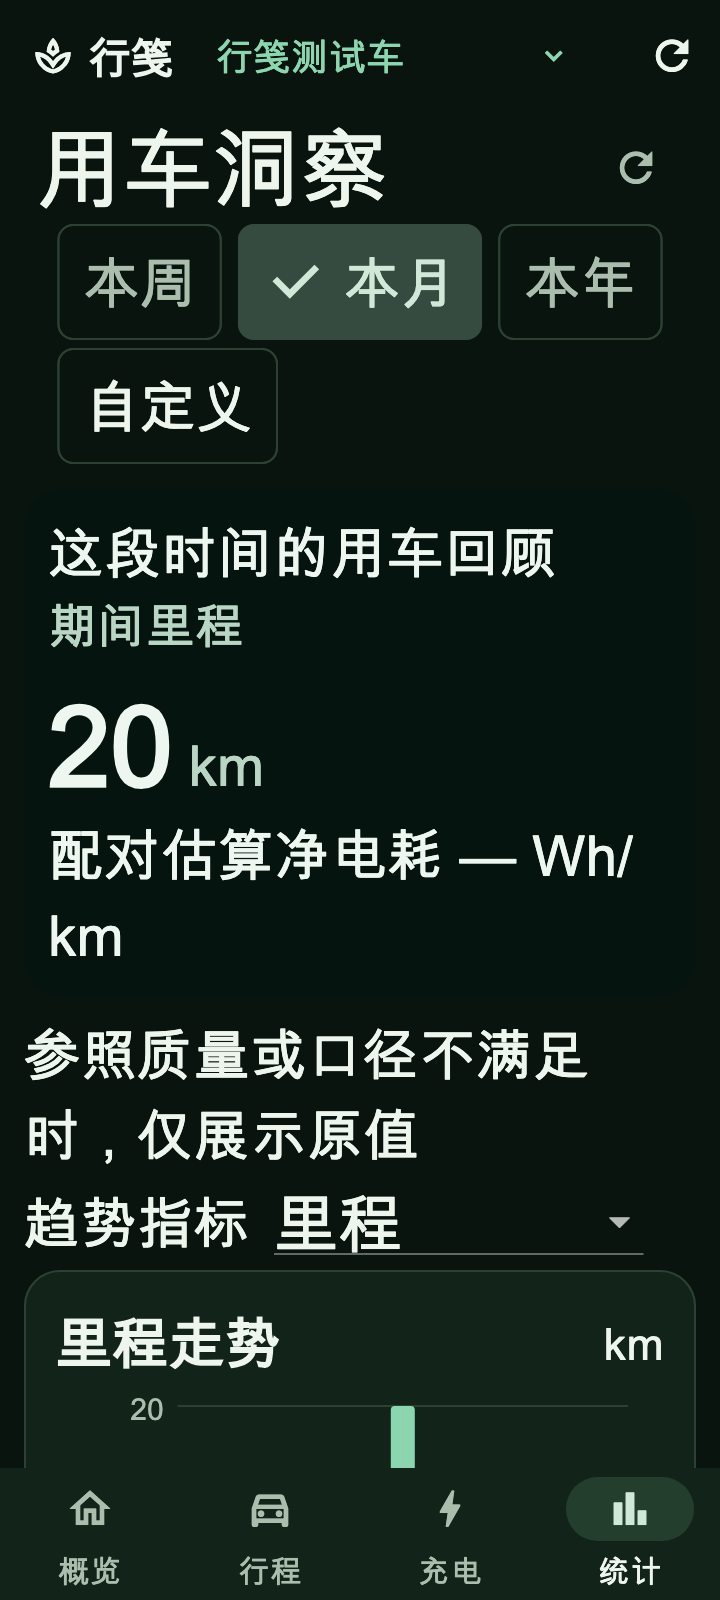 行笺 行笺测试车
用车洞察
本周 本月 本年
自定义
这段时间的用车回顾
期间里程
20 km
配对估算净电耗 — Wh/
km
参照质量或口径不满足
时，仅展示原值
趋势指标 里程
里程走势 km
20
概览 行程 充电 统计